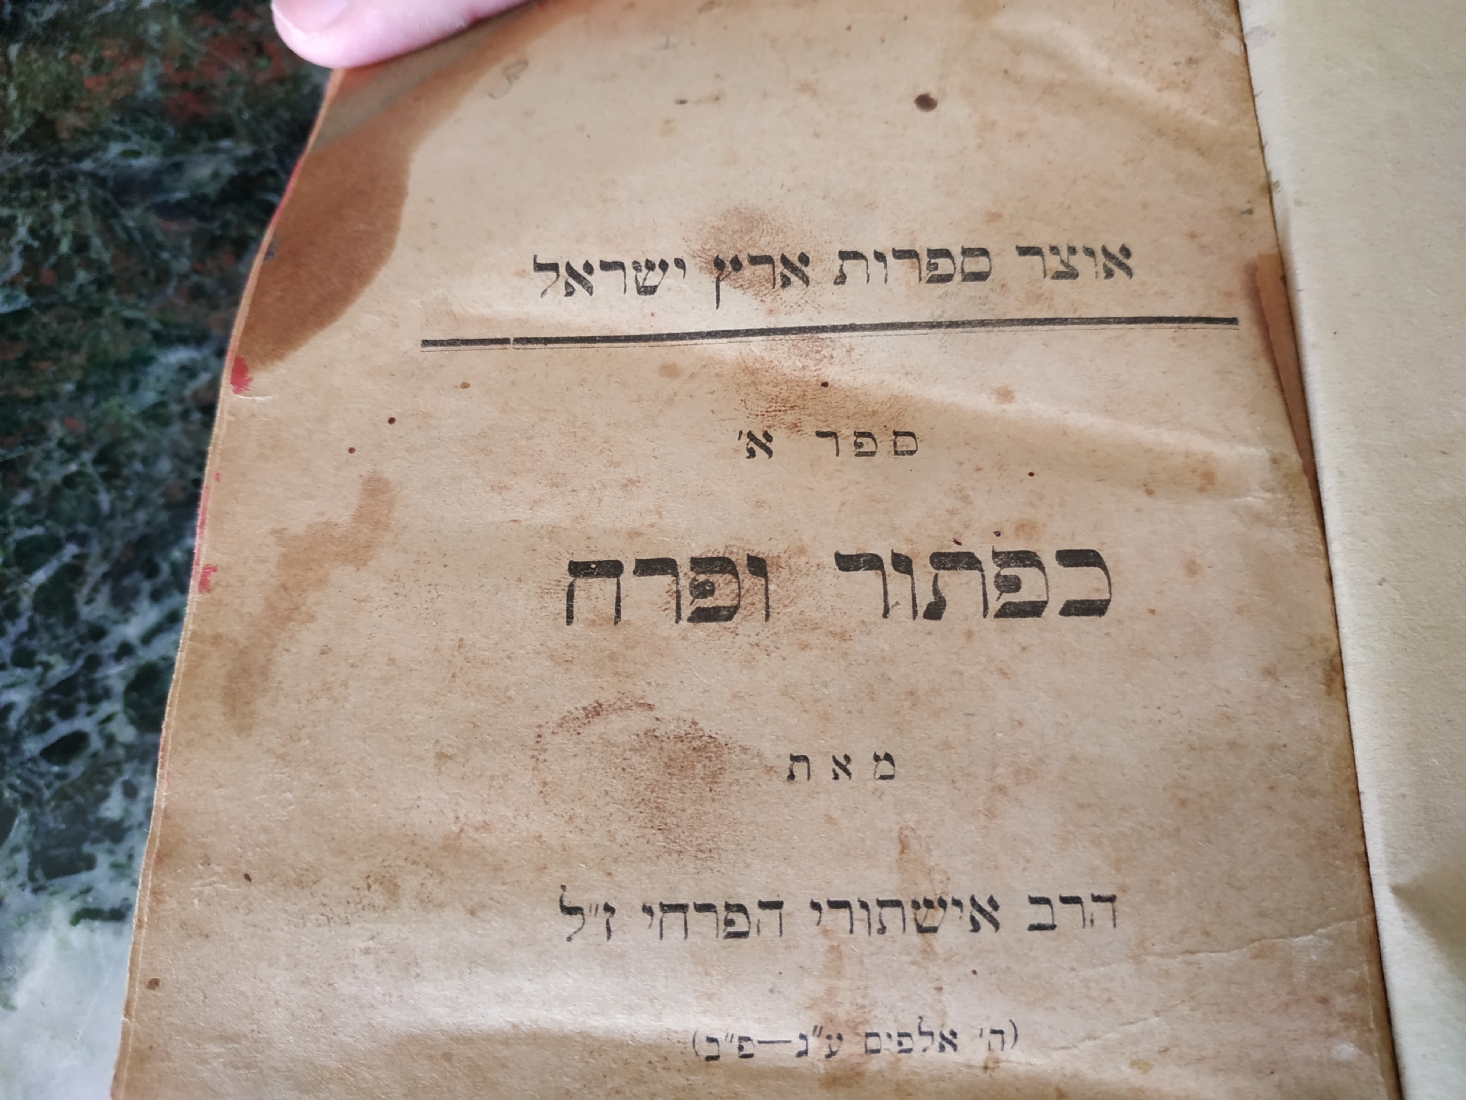 אוצר ספרות ארץ ישראל
ספר א'
כפתור ופרח
מאת
הרב אישתורי הפרחי ז"ל
(ה' אלפים ע"ג—פ"ב)